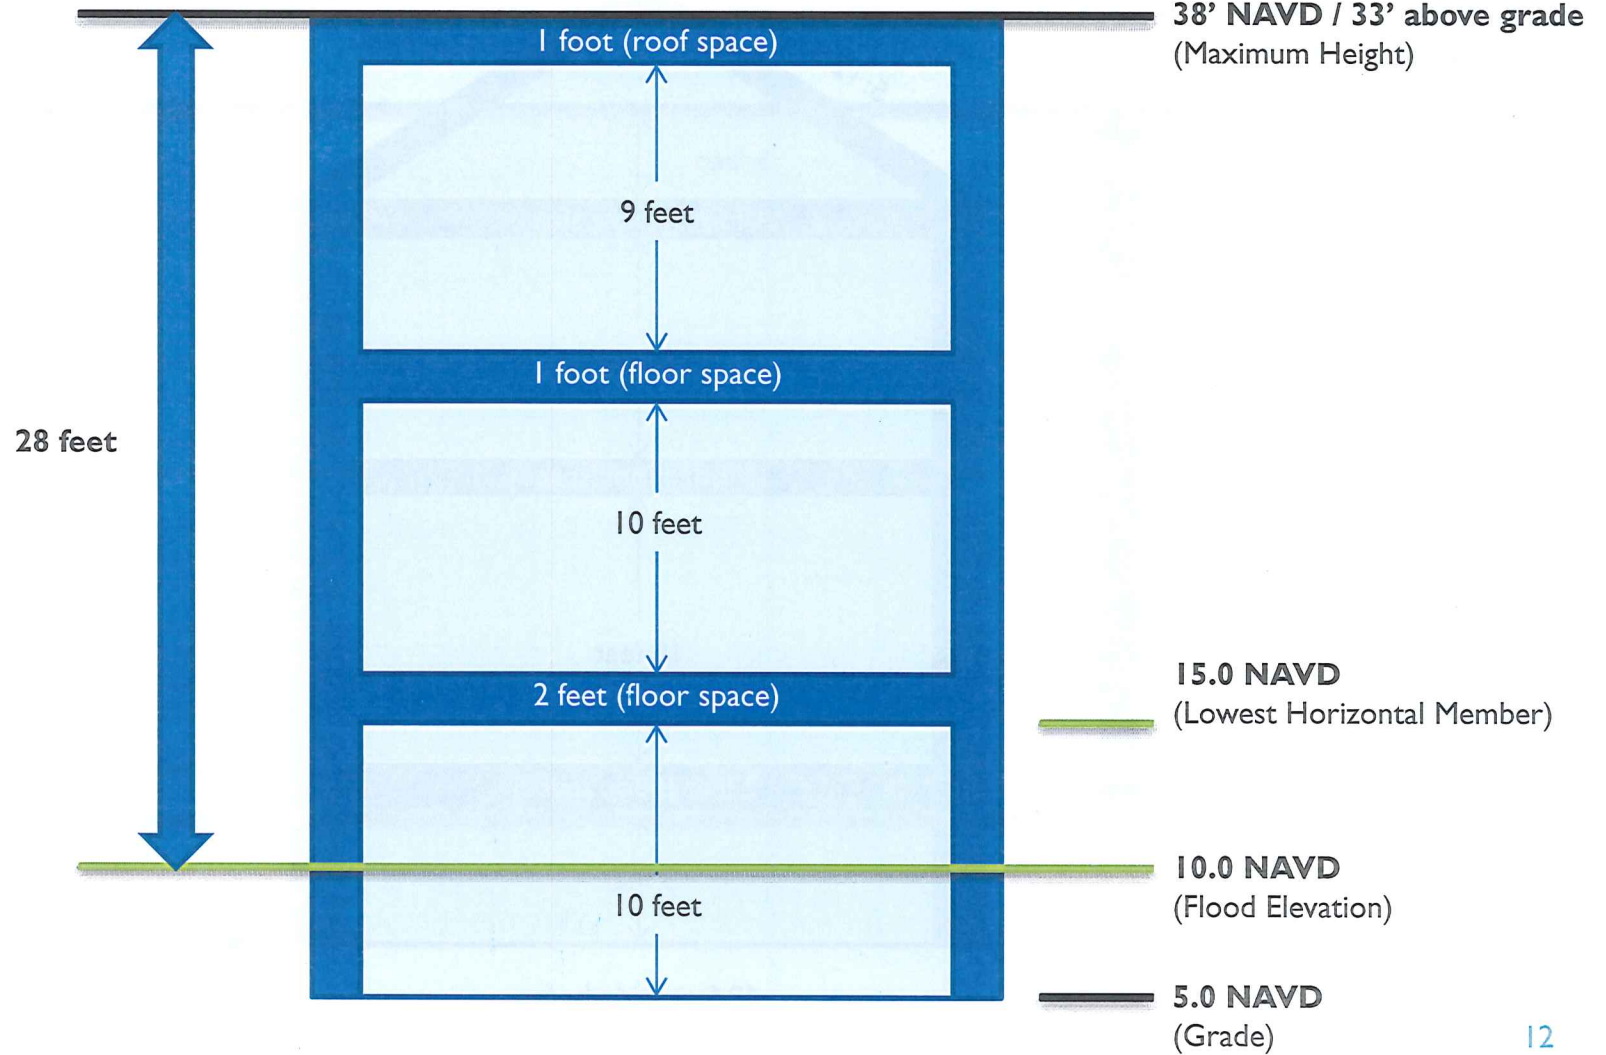 38’ NAVD / 33’ above grade
(Maximum Height)
1 foot (roof space)
9 feet
1 foot (floor space)
28 feet
10 feet
15.0 NAVD
(Lowest Horizontal Member)
2 feet (floor space)
10.0 NAVD
(Flood Elevation)
10 feet
5.0 NAVD
(Grade)
12